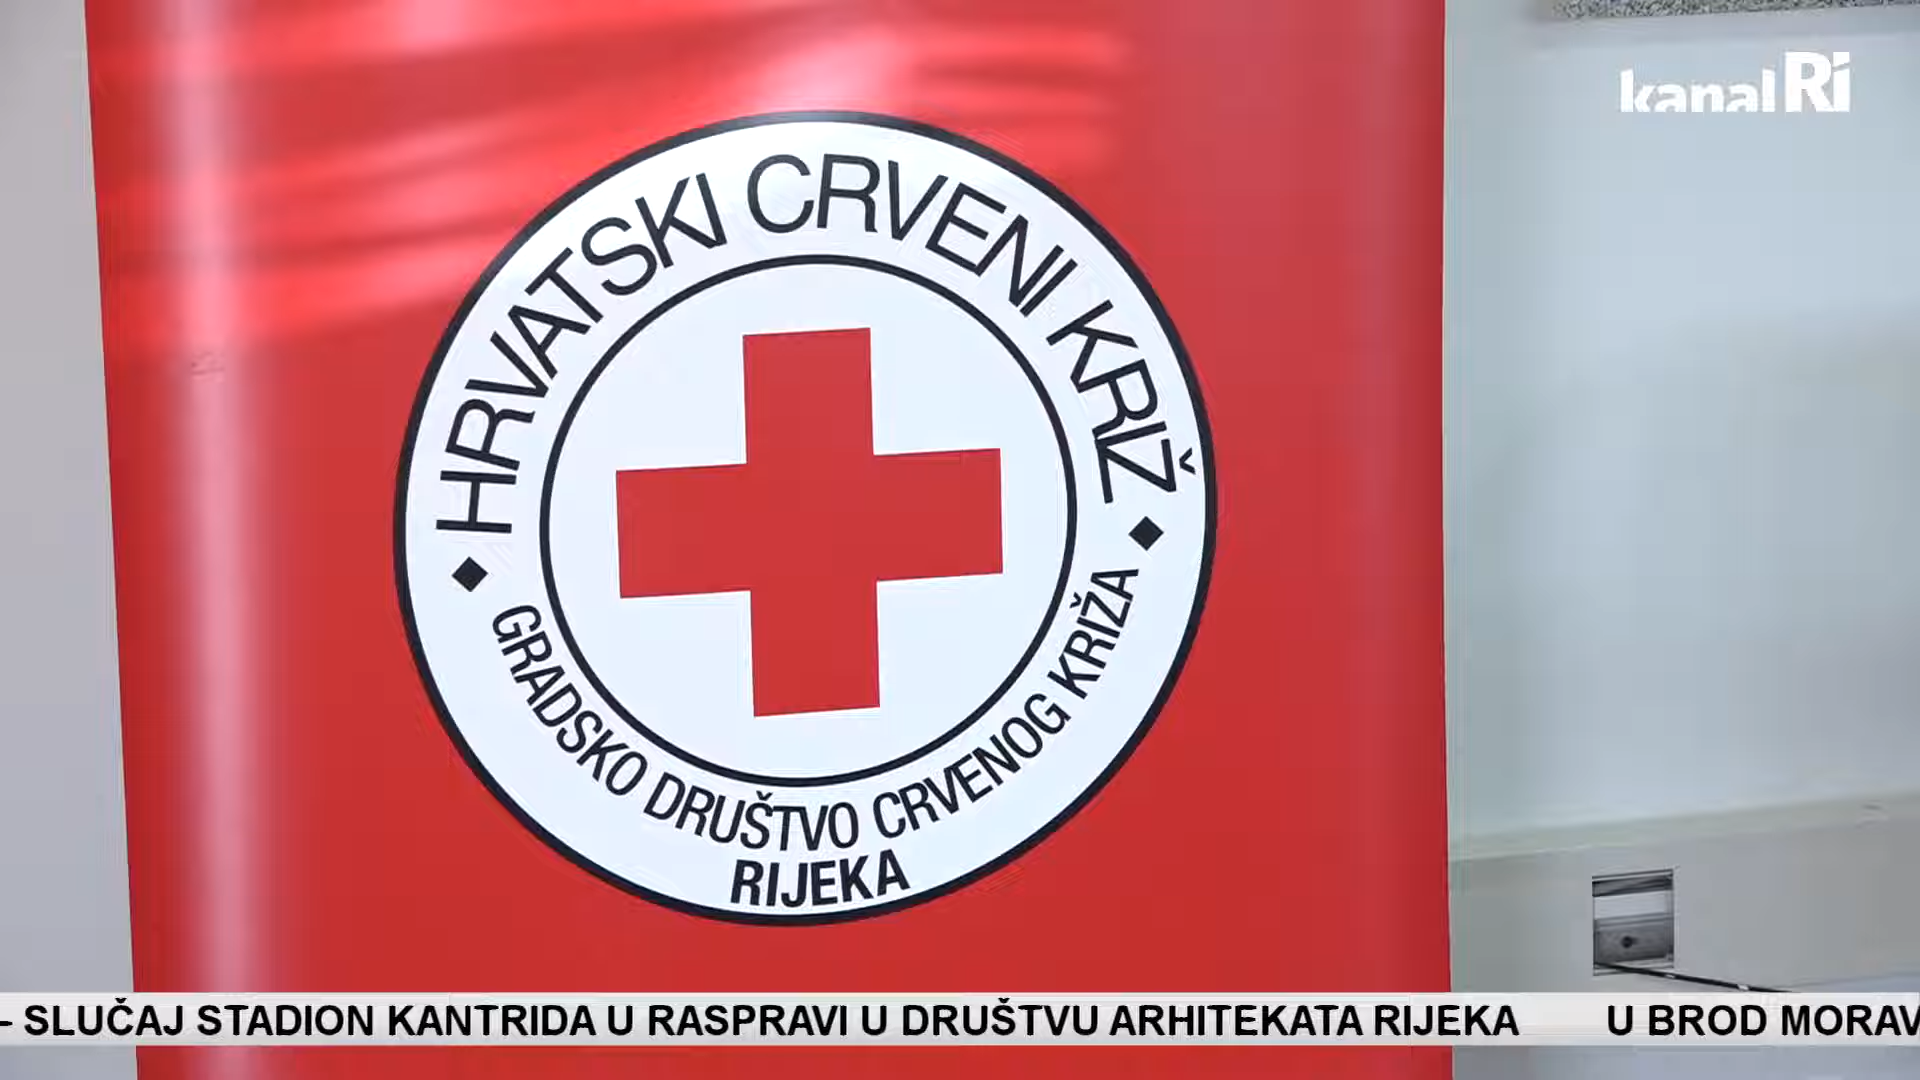 kanalRi
HRVATSKI CRVENI KRIŽ
GRADSKO DRUŠTVO CRVENOG KRIŽA
RIJEKA
– SLUČAJ STADION KANTRIDA U RASPRAVI U DRUŠTVU ARHITEKATA RIJEKA U BROD MORAV